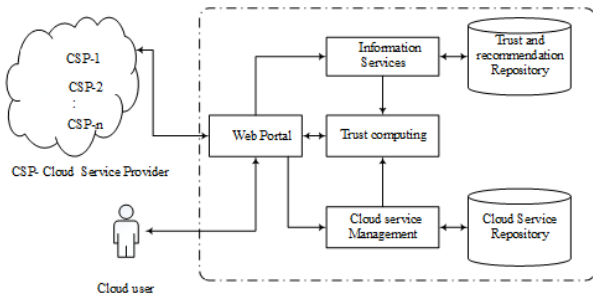 CSP-1
CSP-2
:
CSP-n
CSP- Cloud Service Provider
Cloud user
Web Portal
Information
Services
Trust computing
Cloud service
Management
Trust and
recommendation
Repository
Cloud Service
Repository